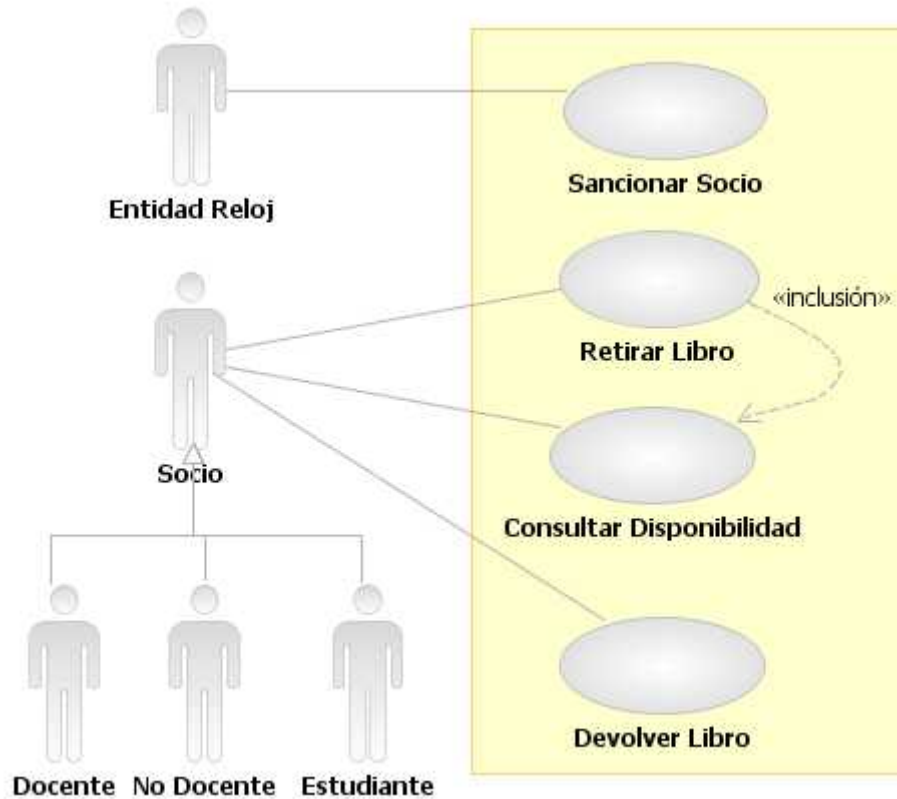 Entidad Reloj
Sancionar Socio
«inclusión»
Retirar Libro
Socio
Consultar Disponibilidad
Devolver Libro
Docente
No Docente
Estudiante